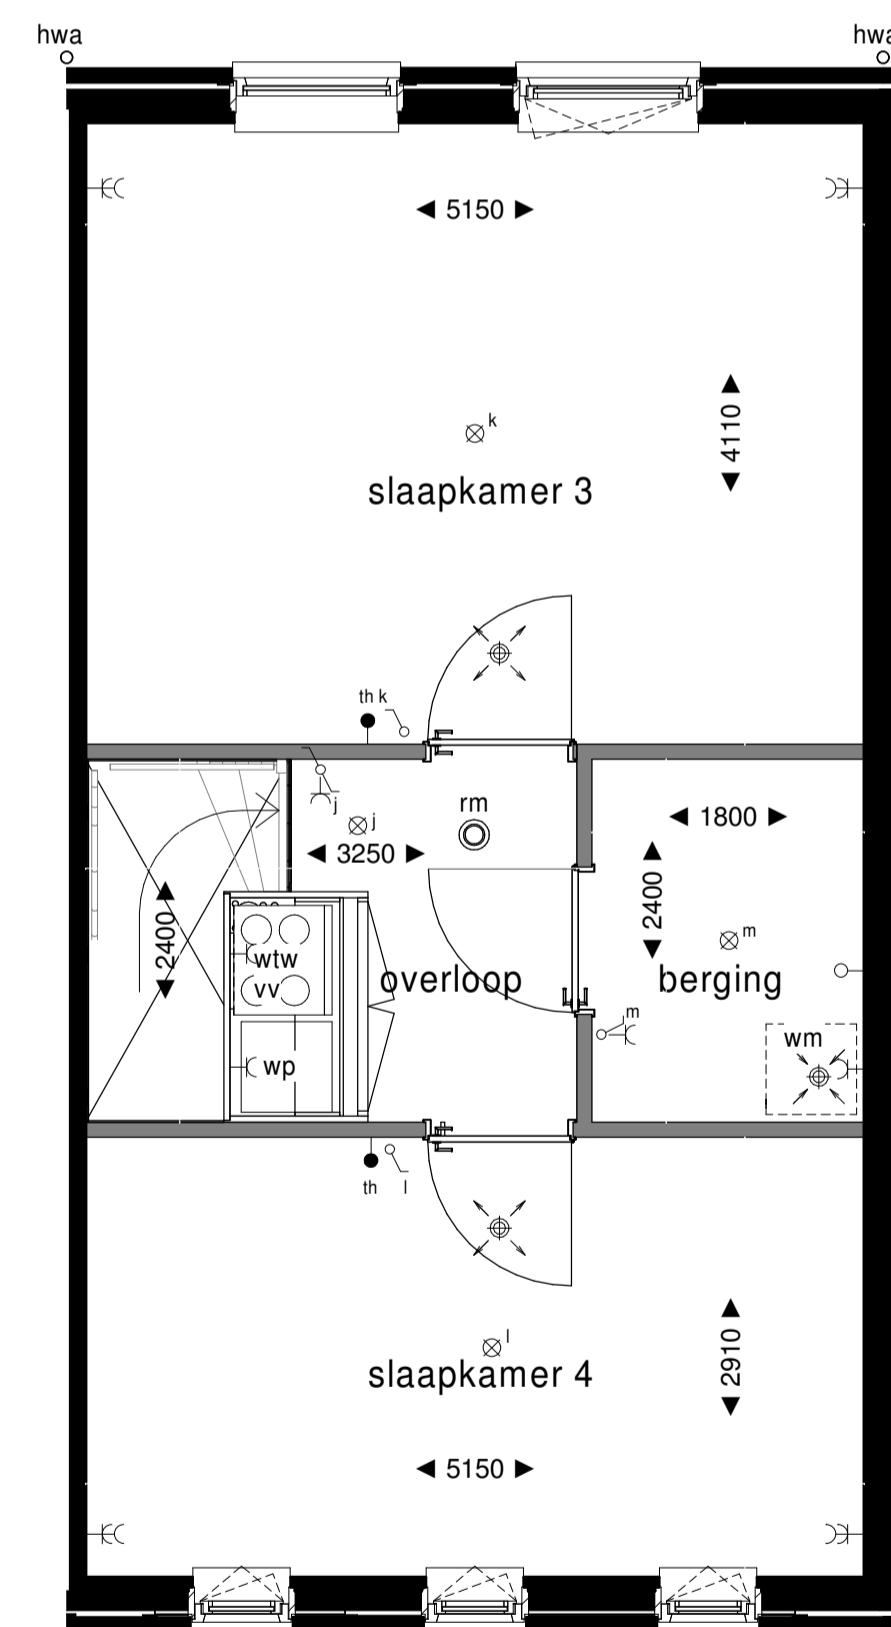 hwa
hwa
5150
4110
k
slaapkamer 3
th k
j
j
rm
3250
1800
2400
2400
m
wtw
vv
overloop
berging
m
wm
wp
th
l
l
slaapkamer 4
2910
5150